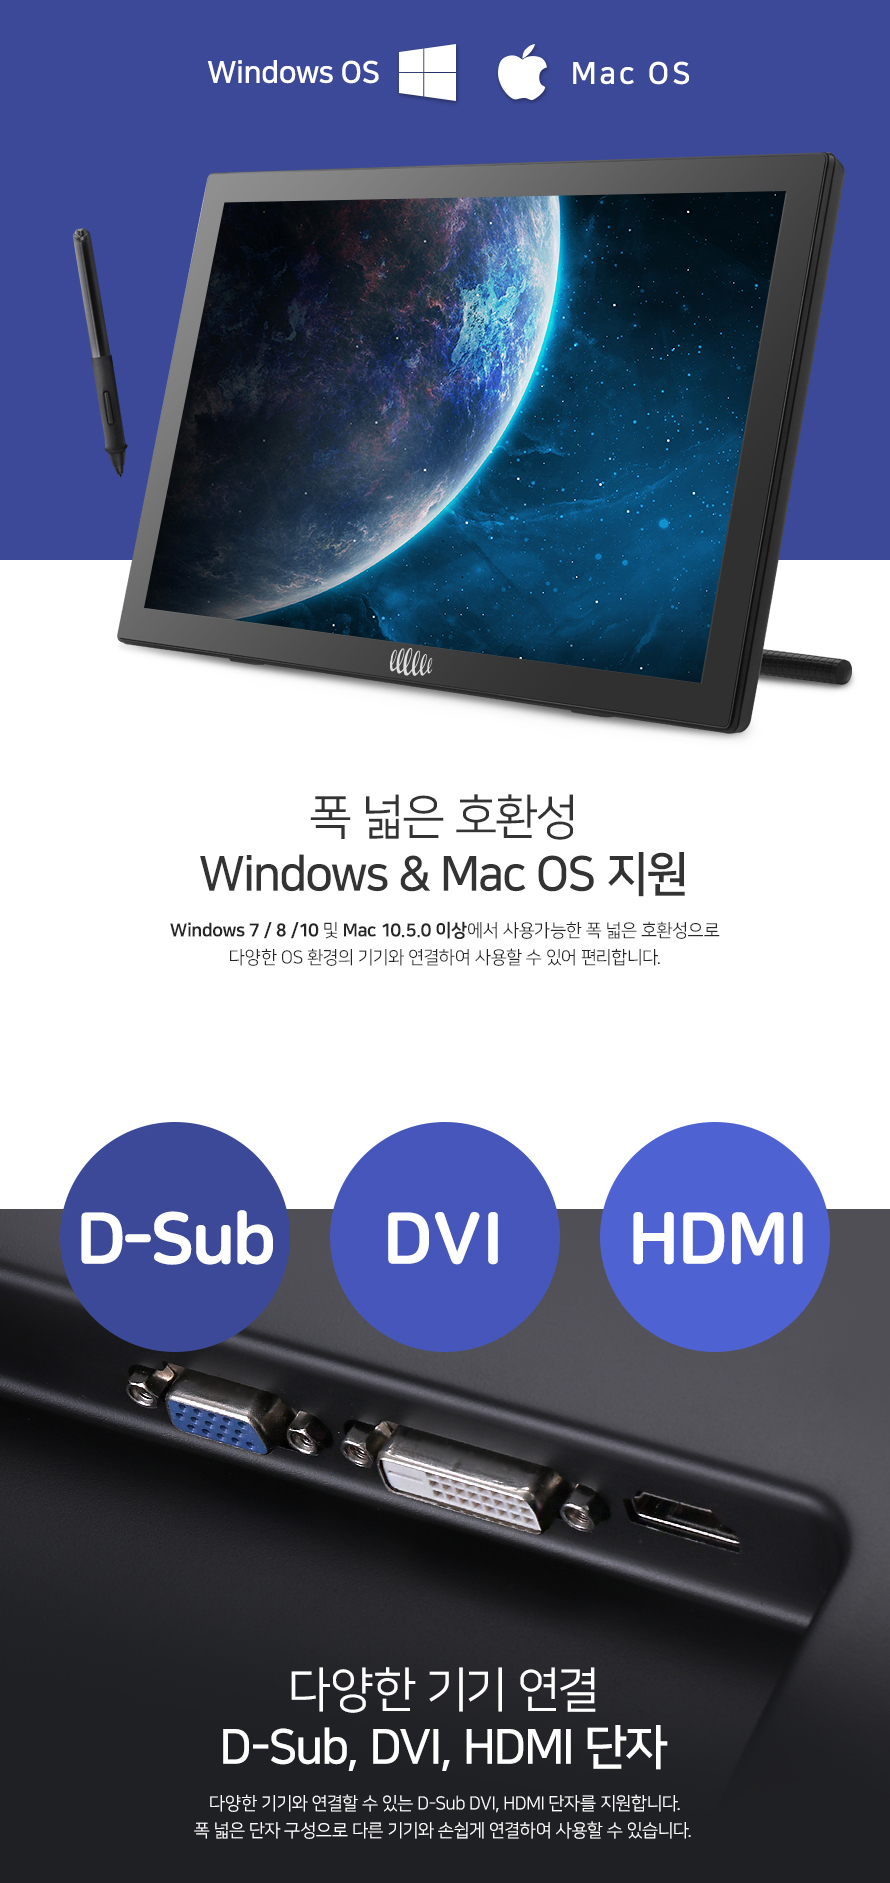 Windows OS
Mac OS
폭 넓은 호환성
Windows & Mac OS 지원
Windows 7 / 8 /10 및 Mac 10.5.0 이상에서 사용가능한 폭 넓은 호환성으로
다양한 OS 환경의 기기와 연결하여 사용할 수 있어 편리합니다.
D-Sub
DVI
HDMI
다양한 기기 연결
D-Sub, DVI, HDMI 단자
다양한 기기와 연결할 수 있는 D-Sub DVI, HDMI 단자를 지원합니다.
폭 넓은 단자 구성으로 다른 기기와 손쉽게 연결하여 사용할 수 있습니다.